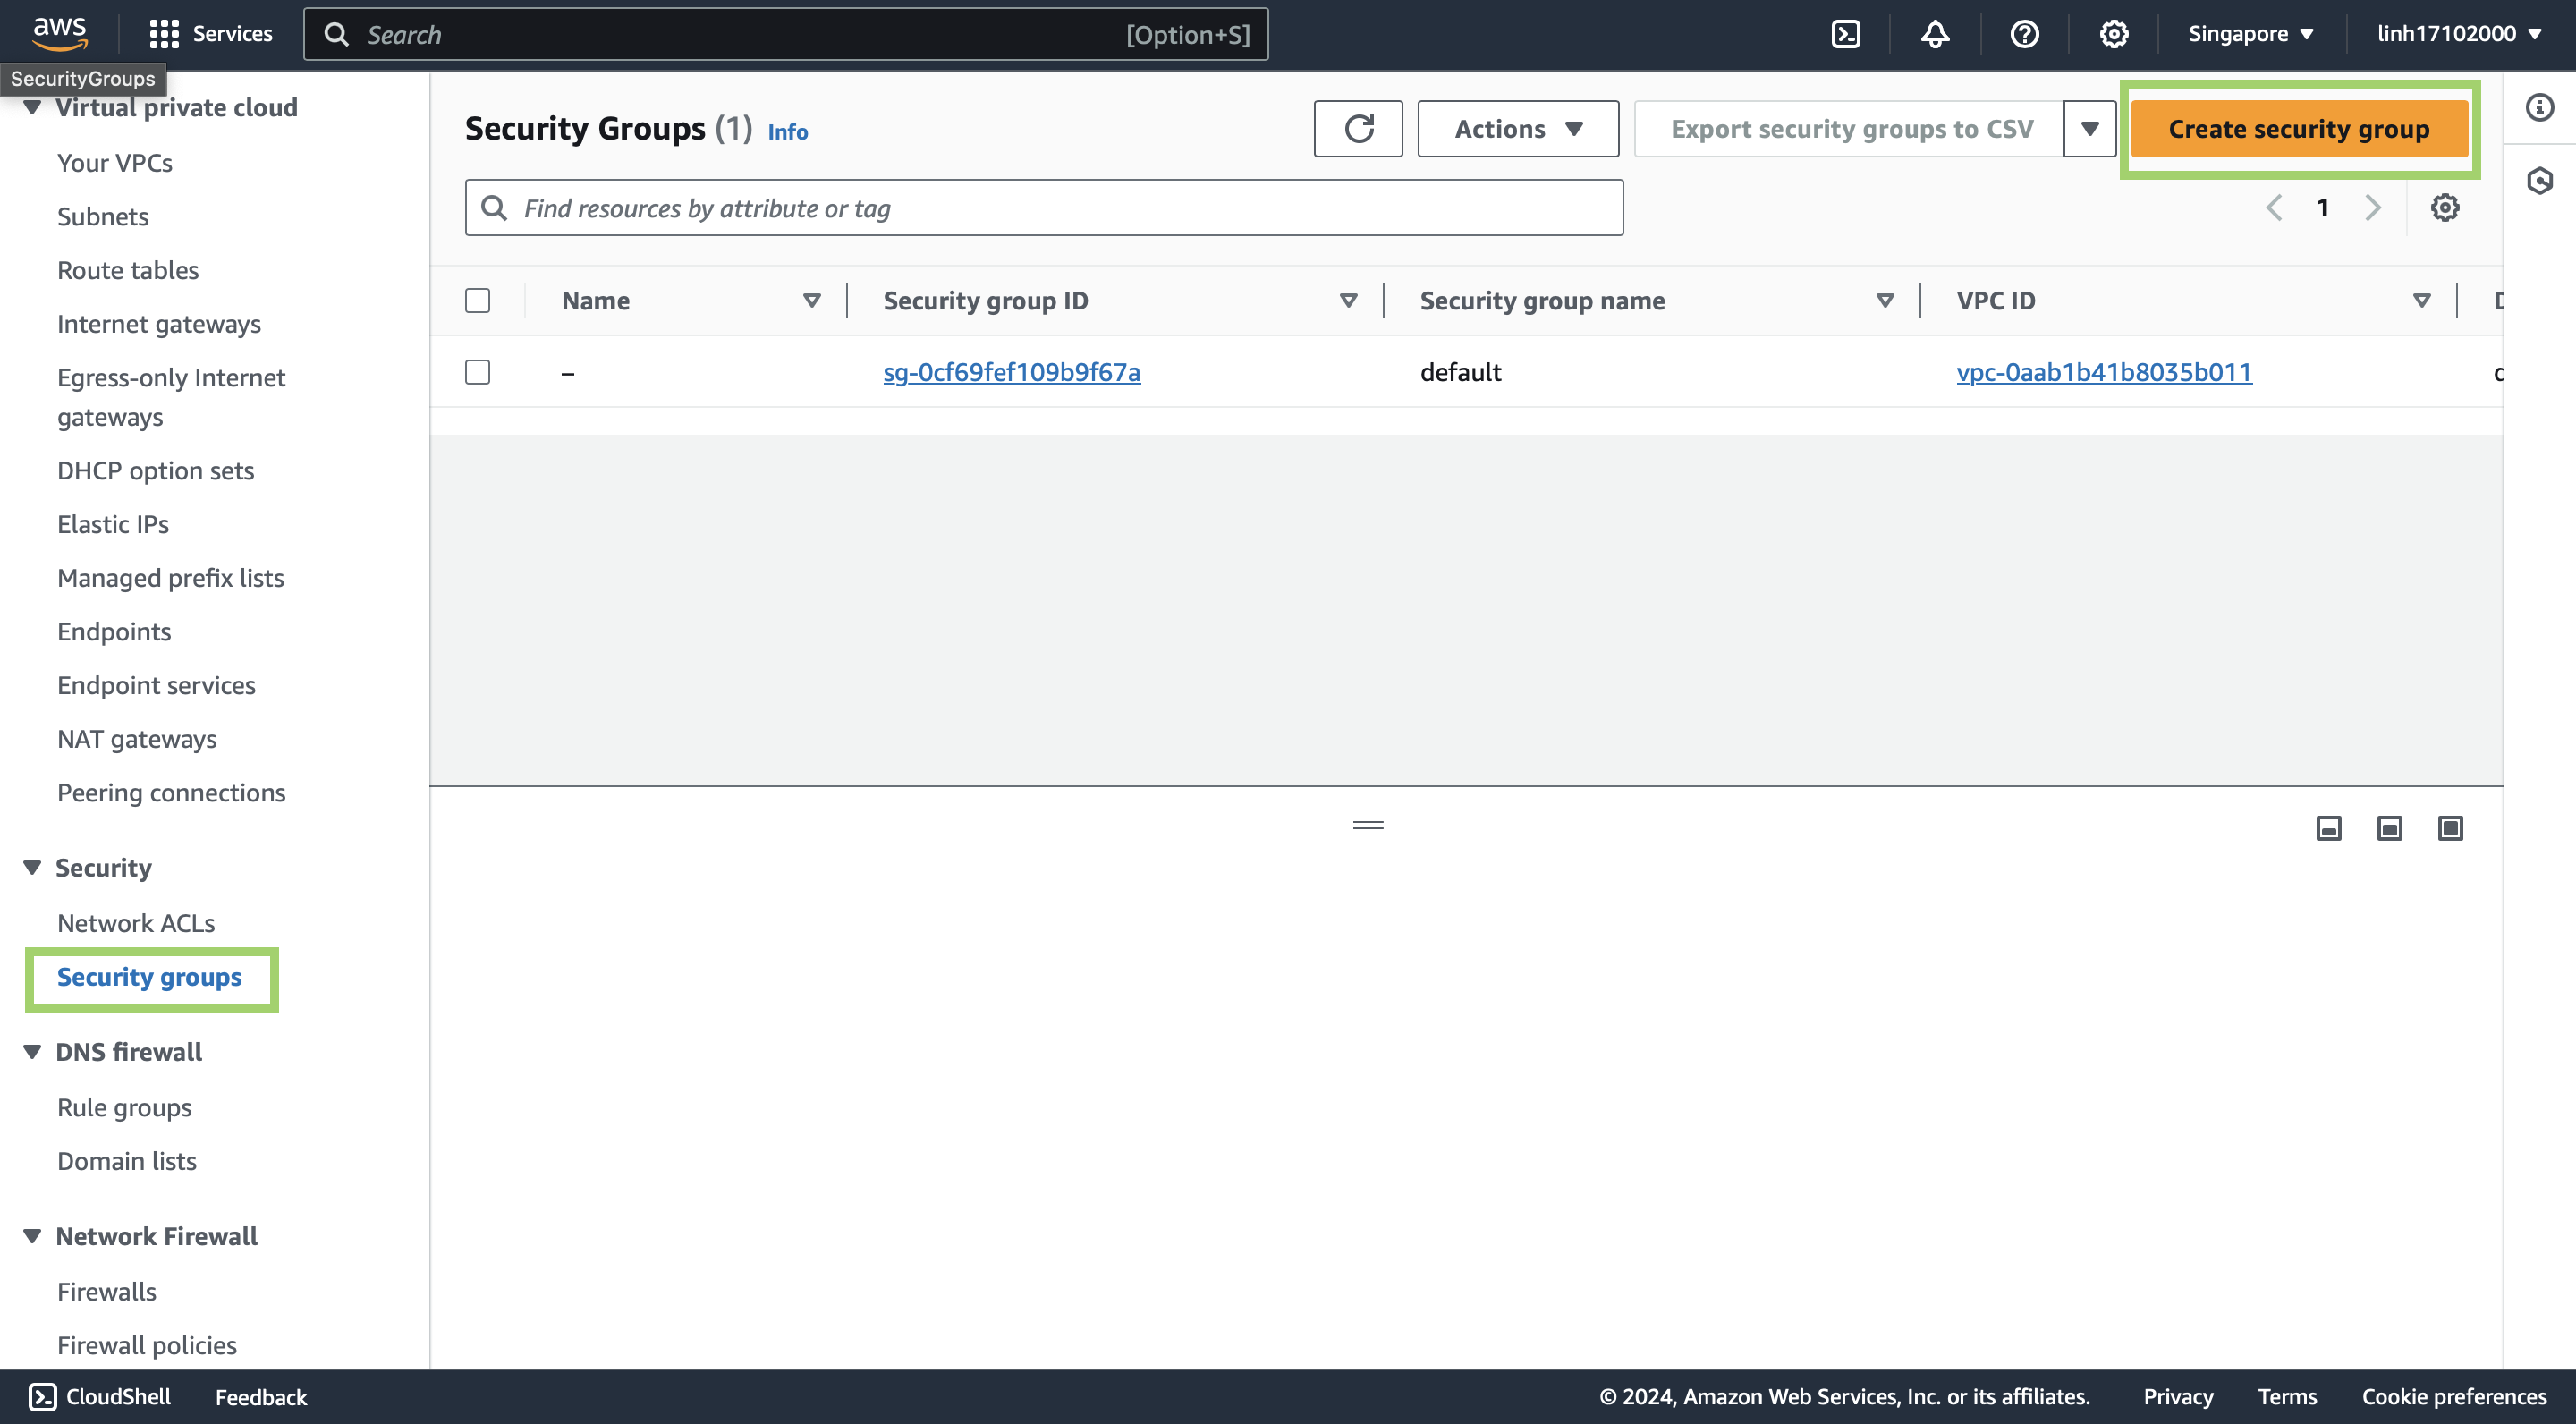 aws
Services
Search
[Option+S]
Singapore
linh17102000
SecurityGroups
Virtual private cloud
Your VPCs
Subnets
Route tables
Internet gateways
Egress-only Internet
gateways
DHCP option sets
Elastic IPs
Managed prefix lists
Endpoints
Endpoint services
NAT gateways
Peering connections
Security
Network ACLs
Security groups
DNS firewall
Rule groups
Domain lists
Network Firewall
Firewalls
Firewall policies
Security Groups (1) Info
Actions
Export security groups to CSV
Create security group
Find resources by attribute or tag
1
Name
Security group ID
Security group name
VPC ID
–
sg-0cf69fef109b9f67a
default
vpc-0aab1b41b8035b011
CloudShell
Feedback
© 2024, Amazon Web Services, Inc. or its affiliates.
Privacy
Terms
Cookie preferences